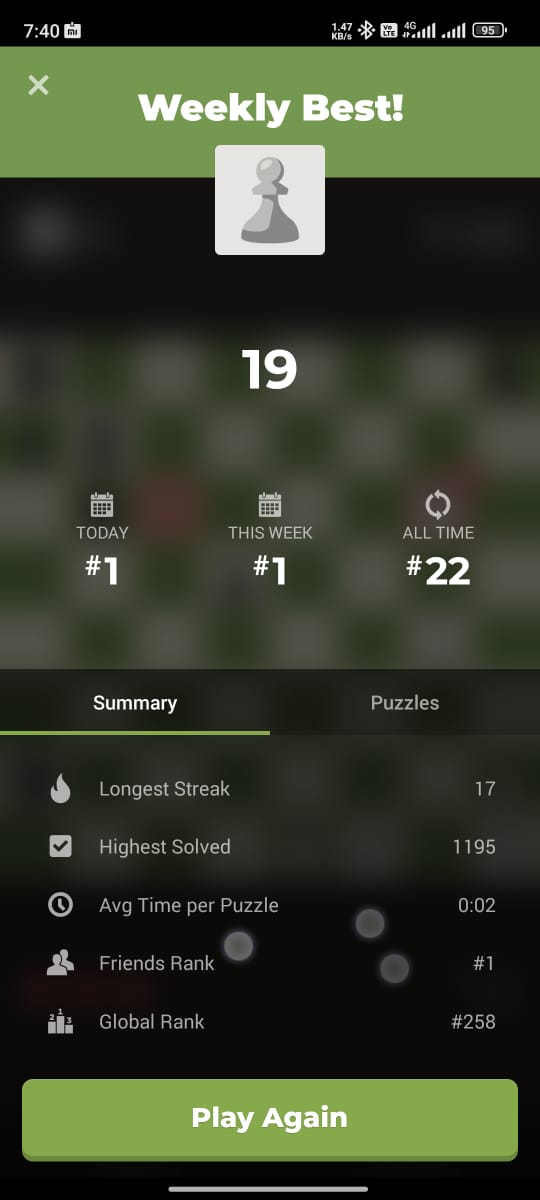 7:40
1.47 KB/s Vo LTE 4G 95
Weekly Best!
19
TODAY THIS WEEK ALL TIME
#1 #1 #22
Summary Puzzles
Longest Streak 17
Highest Solved 1195
Avg Time per Puzzle 0:02
Friends Rank #1
Global Rank #258
Play Again